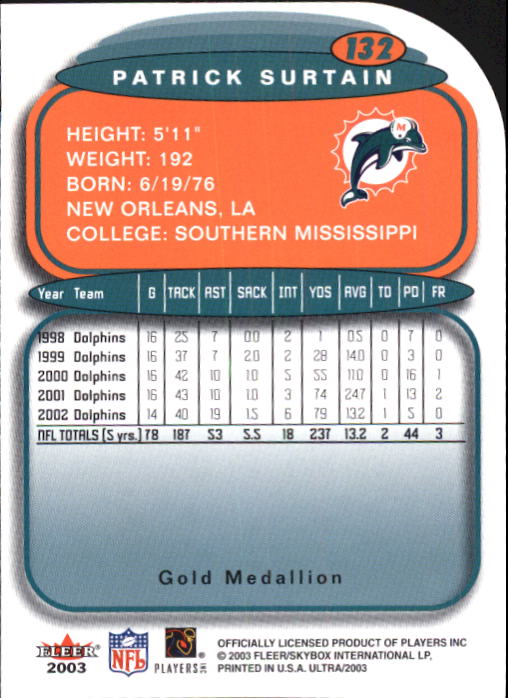 132
PATRICK SURTAIN
HEIGHT: 5'11"
WEIGHT: 192
BORN: 6/19/76
NEW ORLEANS, LA
COLLEGE: SOUTHERN MISSISSIPPI
M
Year Team G TACK AST SACK INT YDS AVG TD PD FR
1998 Dolphins 16 25 7 0.0 2 1 0.5 0 7 0
1999 Dolphins 16 37 7 2.0 2 28 14.0 0 3 0
2000 Dolphins 16 42 10 1.0 5 55 11.0 0 16 1
2001 Dolphins 16 43 10 1.0 3 74 24.7 1 13 2
2002 Dolphins 14 40 19 1.5 6 79 13.2 1 5 0
NFL TOTALS (5 yrs.) 78 187 53 5.5 18 237 13.2 2 44 3
Gold Medallion
FLEER
2003
NFL
PLAYERS INC
OFFICIALLY LICENSED PRODUCT OF PLAYERS INC
© 2003 FLEER/SKYBOX INTERNATIONAL LP,
PRINTED IN U.S.A. ULTRA/2003